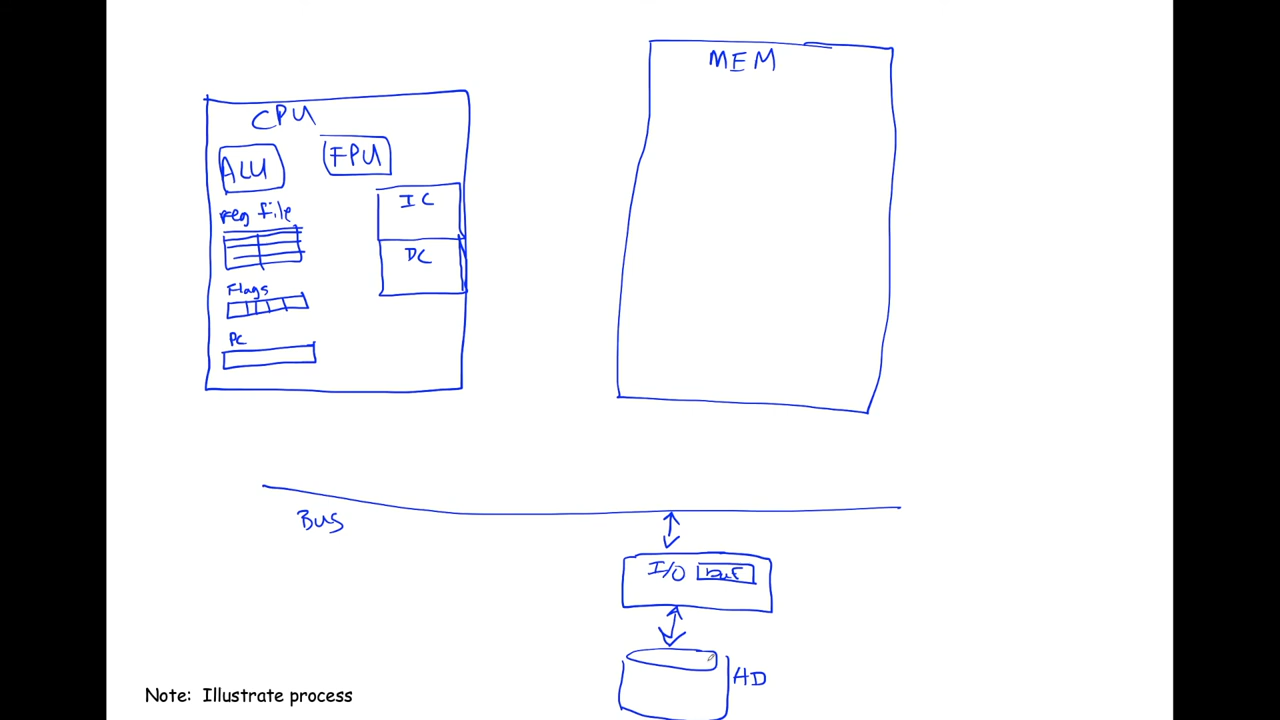 MEM
CPU
ALU
FPU
IC
reg file
DC
Flags
PC
Bus
I/O buf
HD
Note: Illustrate process